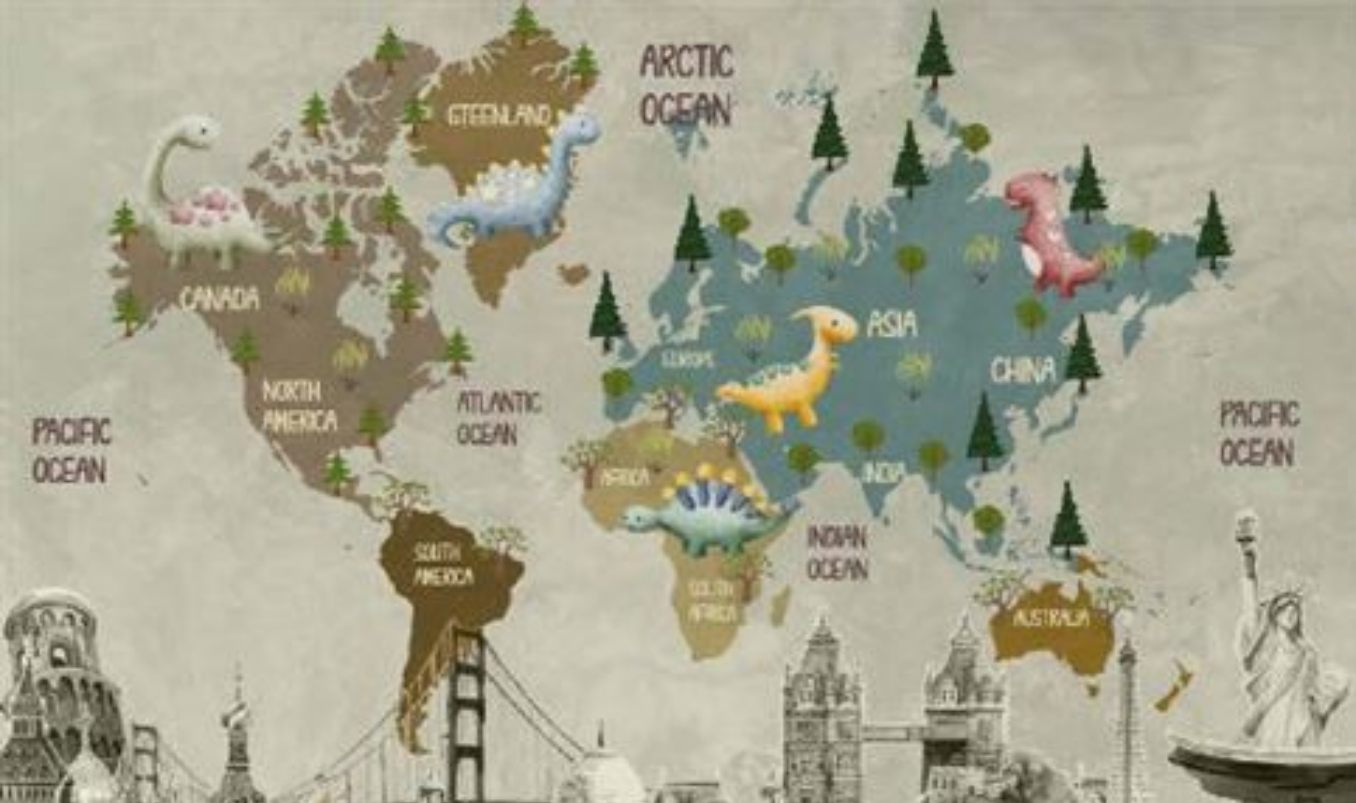 ARCTIC
OCEAN
GTEENLAND
CANADA
ASIA
EUROPE
CHINA
NORTH
AMERICA
ATLANTIC
OCEAN
PACIFIC
OCEAN
PACIFIC
OCEAN
AFRICA
INDIA
INDIAN
OCEAN
SOUTH
AMERICA
SOUTH
AFRICA
AUSTRALIA